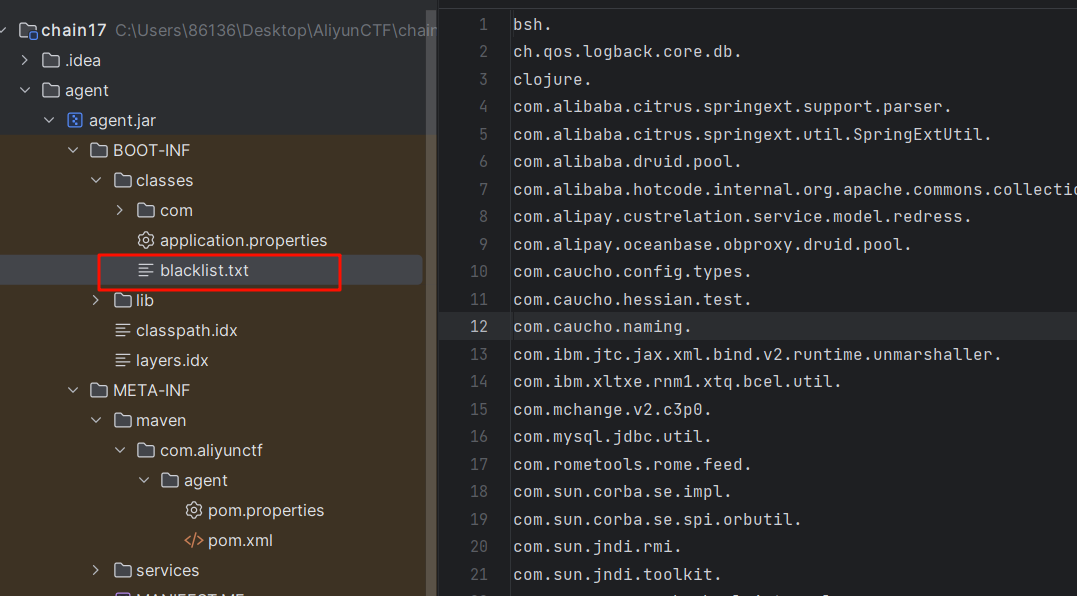 chain17 C:\Users\86136\Desktop\AliyunCTF\chain
.idea
agent
agent.jar
BOOT-INF
classes
com
application.properties
blacklist.txt
lib
classpath.idx
layers.idx
META-INF
maven
com.aliyunctf
agent
pom.properties
pom.xml
services
1 bsh.
2 ch.qos.logback.core.db.
3 clojure.
4 com.alibaba.citrus.springext.support.parser.
5 com.alibaba.citrus.springext.util.SpringExtUtil.
6 com.alibaba.druid.pool.
7 com.alibaba.hotcode.internal.org.apache.commons.collectio
8 com.alipay.custrelation.service.model.redress.
9 com.alipay.oceanbase.obproxy.druid.pool.
10 com.caucho.config.types.
11 com.caucho.hessian.test.
12 com.caucho.naming.
13 com.ibm.jtc.jax.xml.bind.v2.runtime.unmarshaller.
14 com.ibm.xltxe.rnm1.xtq.bcel.util.
15 com.mchange.v2.c3p0.
16 com.mysql.jdbc.util.
17 com.rometools.rome.feed.
18 com.sun.corba.se.impl.
19 com.sun.corba.se.spi.orbutil.
20 com.sun.jndi.rmi.
21 com.sun.jndi.toolkit.